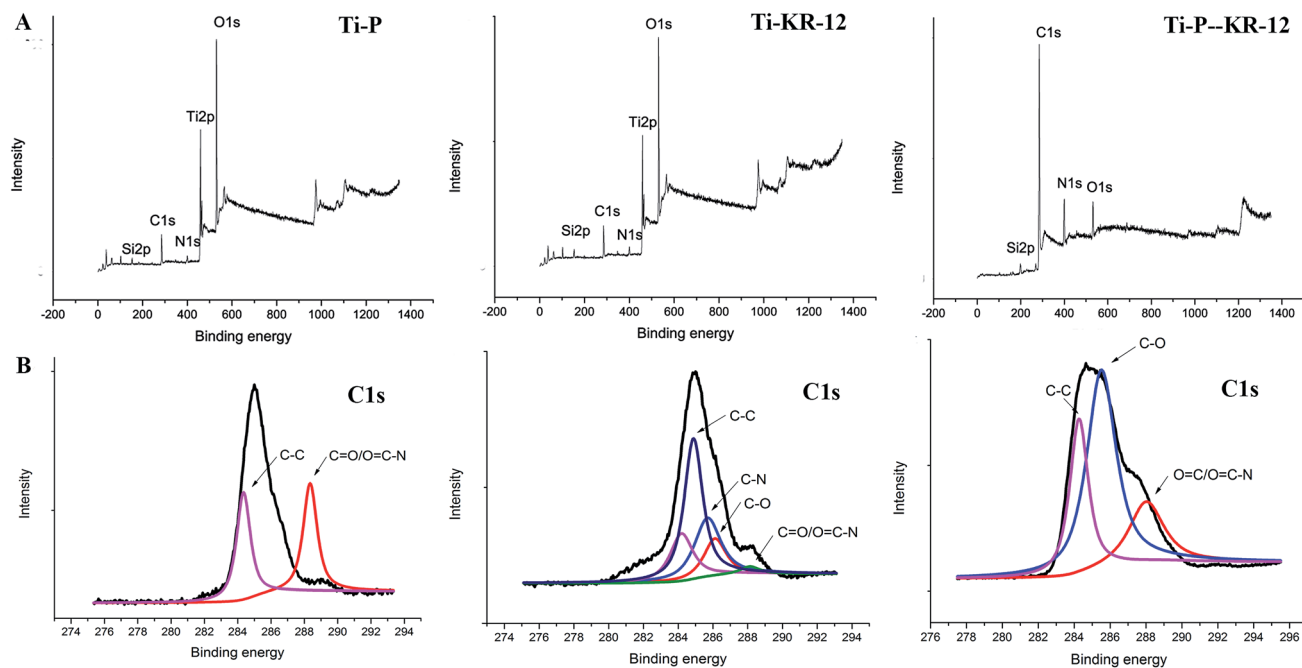 A
Ti-P
O1s
Ti2p
C1s
Si2p
N1s
Intensity
-200 0 200 400 600 800 1000 1200 1400
Binding energy
Ti-KR-12
O1s
Ti2p
C1s
Si2p
N1s
Intensity
-200 0 200 400 600 800 1000 1200 1400
Binding energy
Ti-P--KR-12
C1s
N1s
O1s
Si2p
Intensity
-200 0 200 400 600 800 1000 1200 1400
Binding energy
B
C1s
C-C
C=O/O=C-N
Intensity
274 276 278 280 282 284 286 288 290 292 294
Binding energy
C1s
C-C
C-N
C-O
C=O/O=C-N
Intensity
274 276 278 280 282 284 286 288 290 292 294
Binding energy
C-O
C1s
C-C
O=C/O=C-N
Intensity
276 278 280 282 284 286 288 290 292 294 296
Binding energy